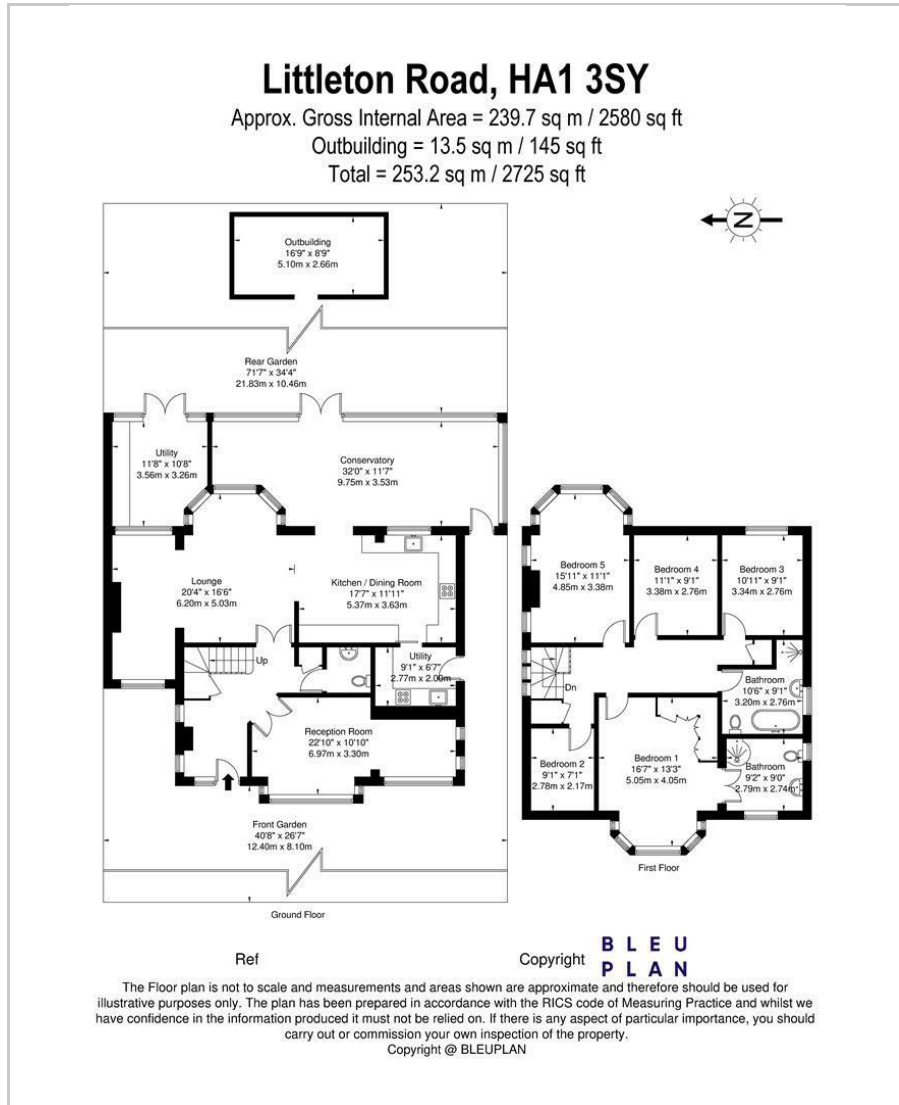 Littleton Road, HA1 3SY
Approx. Gross Internal Area = 239.7 sq m / 2580 sq ft
Outbuilding = 13.5 sq m / 145 sq ft
Total = 253.2 sq m / 2725 sq ft
N
Outbuilding
16'9" x 8'9"
5.10m x 2.66m
Rear Garden
71'7" x 34'4"
21.83m x 10.46m
Utility
11'8" x 10'8"
3.56m x 3.26m
Conservatory
32'0" x 11'7"
9.75m x 3.53m
Lounge
20'4" x 16'6"
6.20m x 5.03m
Kitchen / Dining Room
17'7" x 11'11"
5.37m x 3.63m
Up
Utility
9'1" x 6'7"
2.77m x 2.00m
Reception Room
22'10" x 10'10"
6.97m x 3.30m
Front Garden
40'8" x 26'7"
12.40m x 8.10m
Ground Floor
Bedroom 5
15'11" x 11'1"
4.85m x 3.38m
Bedroom 4
11'1" x 9'1"
3.38m x 2.76m
Bedroom 3
10'11" x 9'1"
3.34m x 2.76m
Dn
Bathroom
10'6" x 9'1"
3.20m x 2.76m
Bedroom 2
9'1" x 7'1"
2.78m x 2.17m
Bedroom 1
16'7" x 13'3"
5.05m x 4.05m
Bathroom
9'2" x 9'0"
2.79m x 2.74m
First Floor
Ref
Copyright
BLEU
PLAN
The Floor plan is not to scale and measurements and areas shown are approximate and therefore should be used for
illustrative purposes only. The plan has been prepared in accordance with the RICS code of Measuring Practice and whilst we
have confidence in the information produced it must not be relied on. If there is any aspect of particular importance, you should
carry out or commission your own inspection of the property.
Copyright @ BLEUPLAN